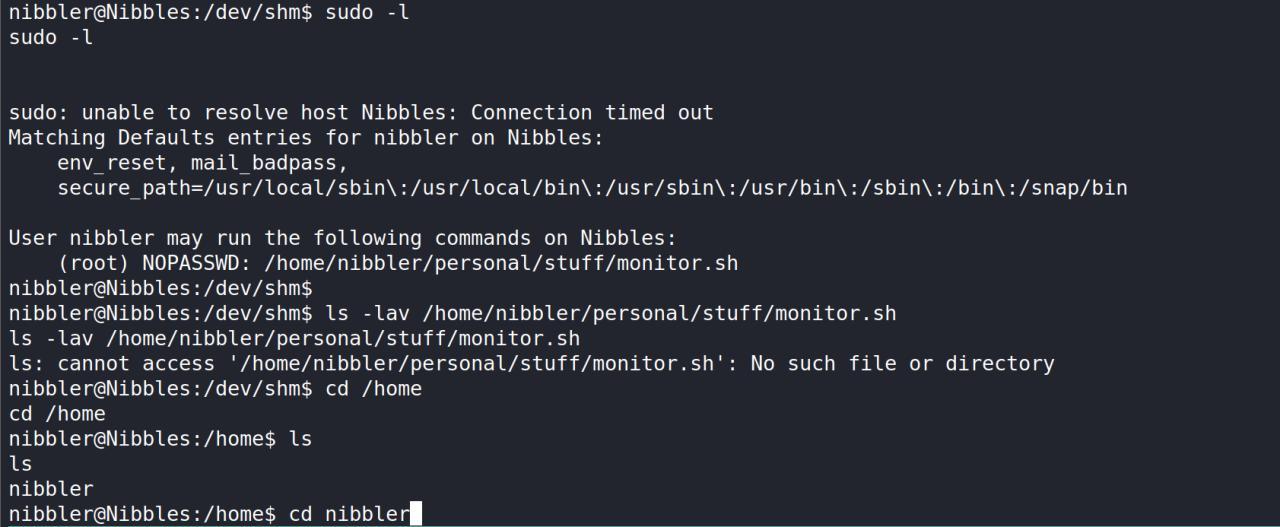 nibbler@Nibbles:/dev/shm$ sudo -l
sudo -l
sudo: unable to resolve host Nibbles: Connection timed out
Matching Defaults entries for nibbler on Nibbles:
    env_reset, mail_badpass,
    secure_path=/usr/local/sbin\:/usr/local/bin\:/usr/sbin\:/usr/bin\:/sbin\:/bin\:/snap/bin
User nibbler may run the following commands on Nibbles:
    (root) NOPASSWD: /home/nibbler/personal/stuff/monitor.sh
nibbler@Nibbles:/dev/shm$
nibbler@Nibbles:/dev/shm$ ls -lav /home/nibbler/personal/stuff/monitor.sh
ls -lav /home/nibbler/personal/stuff/monitor.sh
ls: cannot access '/home/nibbler/personal/stuff/monitor.sh': No such file or directory
nibbler@Nibbles:/dev/shm$ cd /home
cd /home
nibbler@Nibbles:/home$ ls
ls
nibbler
nibbler@Nibbles:/home$ cd nibbler